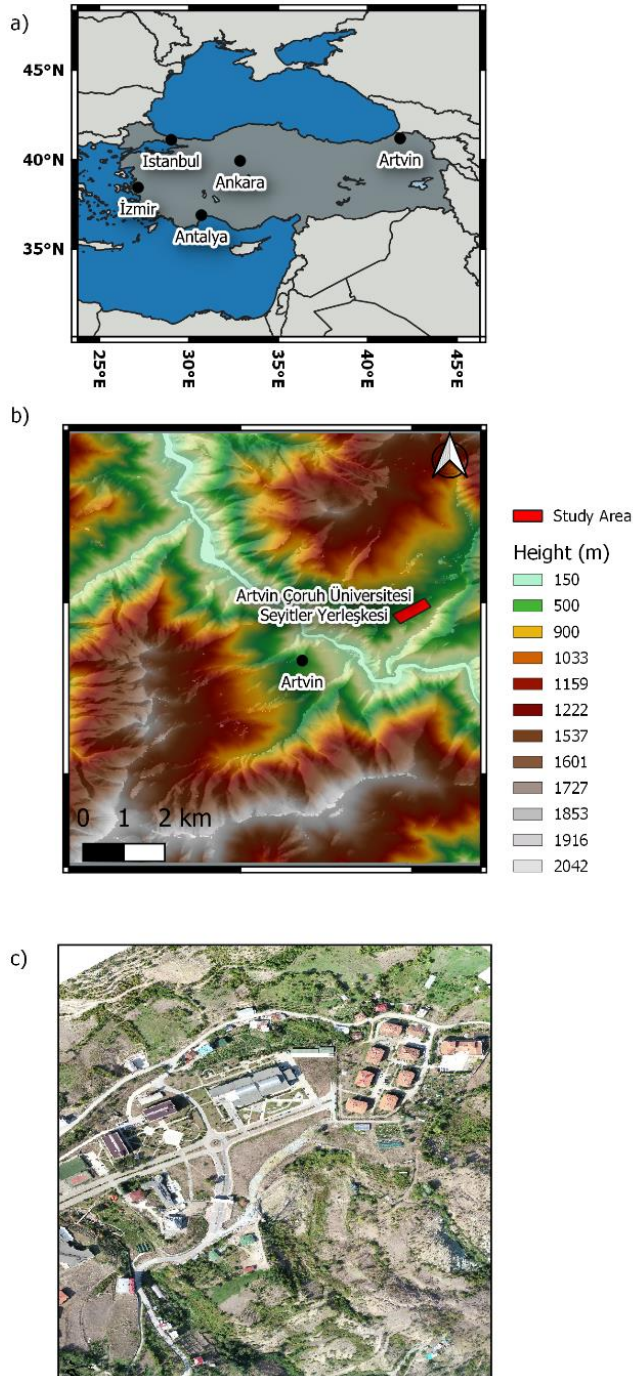 a)
45°N
40°N
35°N
Istanbul
Ankara
Artvin
İzmir
Antalya
25°E
30°E
35°E
40°E
45°E
b)
Artvin Çoruh Üniversitesi
Seyitler Yerleşkesi
Artvin
0 1 2 km
Study Area
Height (m)
150
500
900
1033
1159
1222
1537
1601
1727
1853
1916
2042
c)